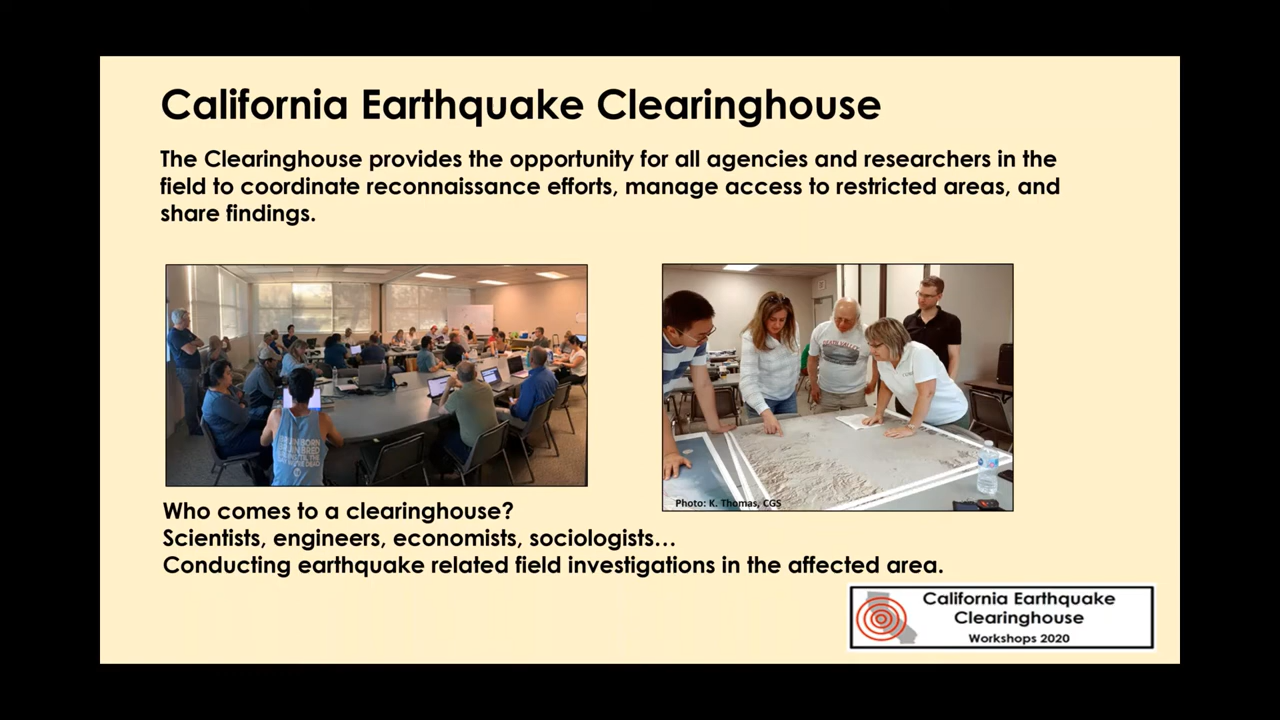 California Earthquake Clearinghouse
The Clearinghouse provides the opportunity for all agencies and researchers in the
field to coordinate reconnaissance efforts, manage access to restricted areas, and
share findings.
DEATH VALLEY
Photo: K. Thomas, CGS
Who comes to a clearinghouse?
Scientists, engineers, economists, sociologists…
Conducting earthquake related field investigations in the affected area.
California Earthquake
Clearinghouse
Workshops 2020